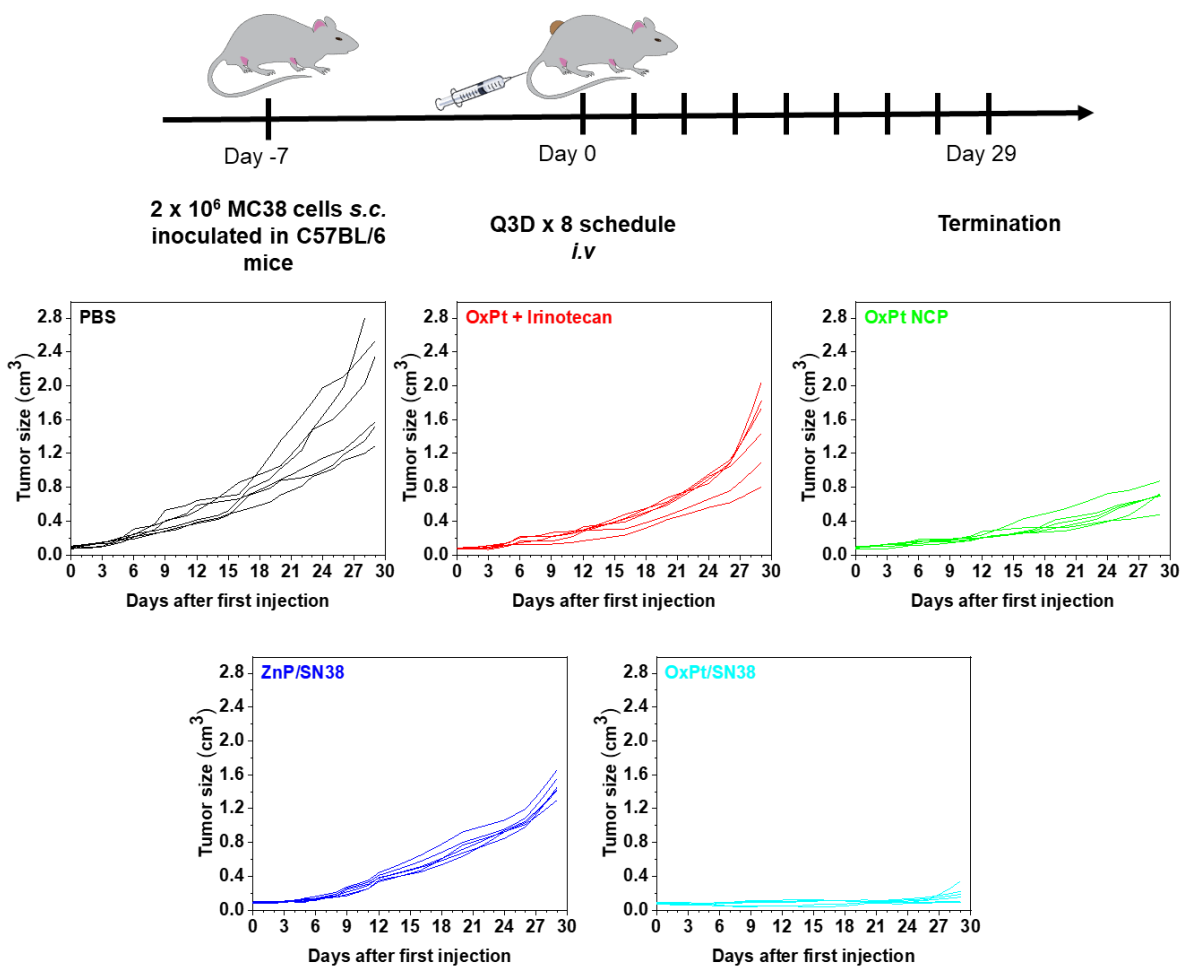 Day -7
Day 0
Day 29
2 x 10⁶ MC38 cells s.c.
inoculated in C57BL/6
mice
Q3D x 8 schedule
i.v
Termination
PBS
2.8
2.4
2.0
1.6
1.2
0.8
0.4
0.0
Tumor size (cm³)
0 3 6 9 12 15 18 21 24 27 30
Days after first injection
OxPt + Irinotecan
2.8
2.4
2.0
1.6
1.2
0.8
0.4
0.0
Tumor size (cm³)
0 3 6 9 12 15 18 21 24 27 30
Days after first injection
OxPt NCP
2.8
2.4
2.0
1.6
1.2
0.8
0.4
0.0
Tumor size (cm³)
0 3 6 9 12 15 18 21 24 27 30
Days after first injection
ZnP/SN38
2.8
2.4
2.0
1.6
1.2
0.8
0.4
0.0
Tumor size (cm³)
0 3 6 9 12 15 18 21 24 27 30
Days after first injection
OxPt/SN38
2.8
2.4
2.0
1.6
1.2
0.8
0.4
0.0
Tumor size (cm³)
0 3 6 9 12 15 18 21 24 27 30
Days after first injection